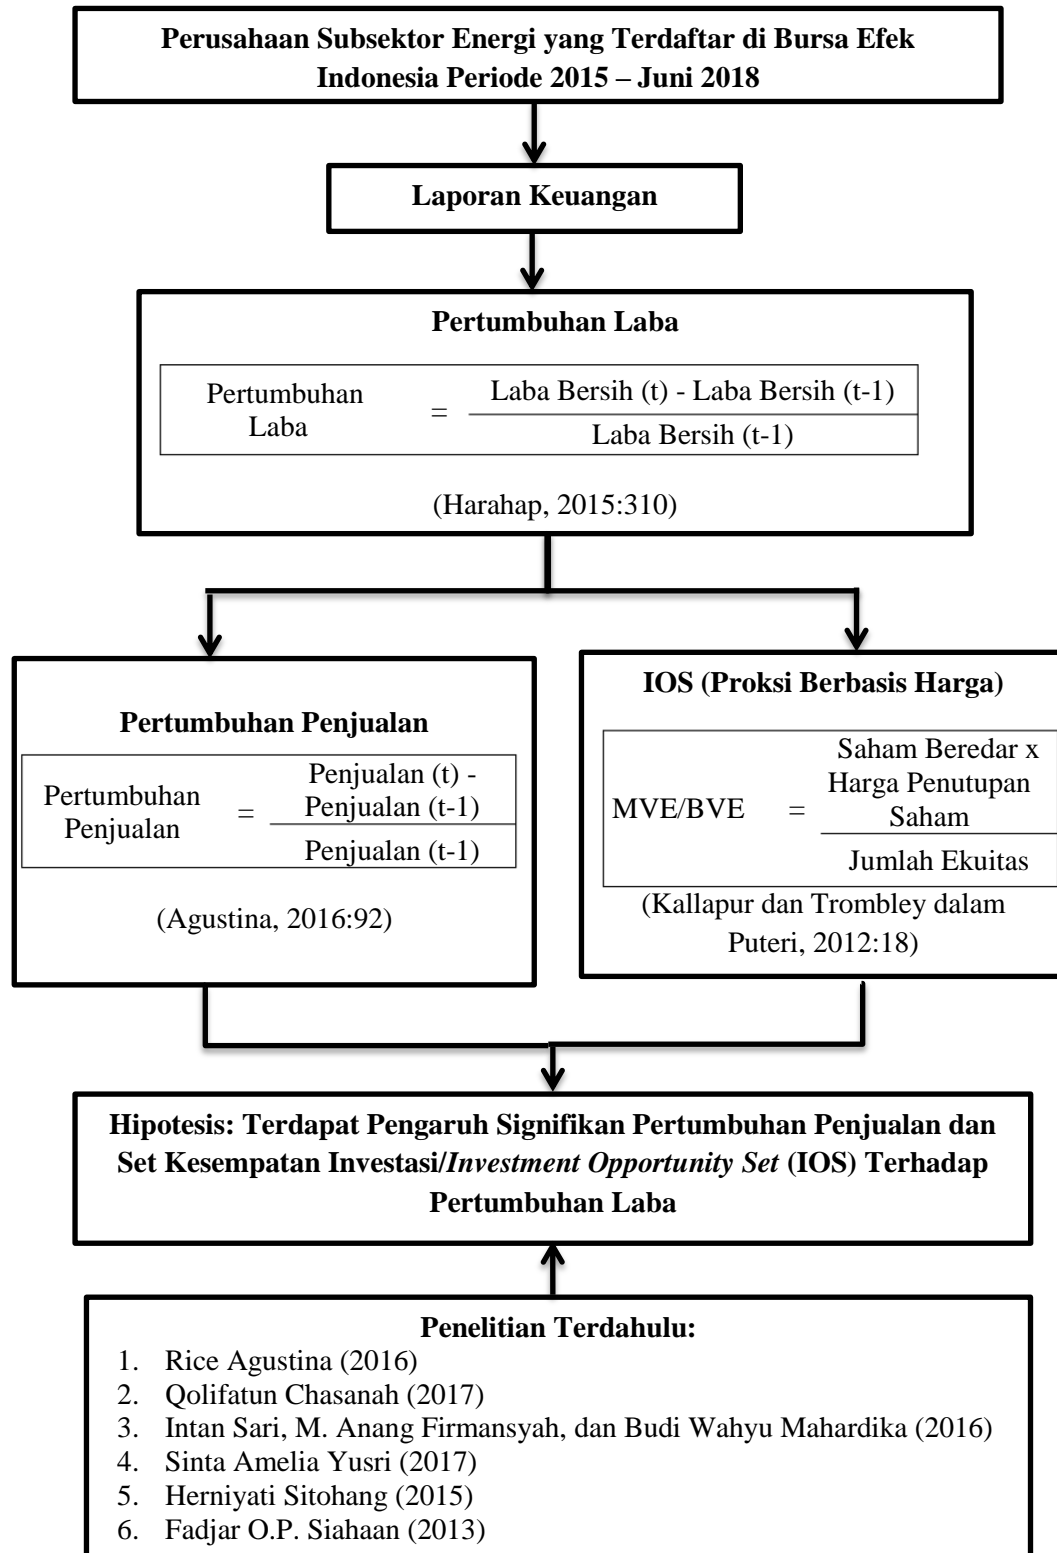 Perusahaan Subsektor Energi yang Terdaftar di Bursa Efek
Indonesia Periode 2015 – Juni 2018
Laporan Keuangan
Pertumbuhan Laba
Pertumbuhan
Laba
=
Laba Bersih (t) - Laba Bersih (t-1)
Laba Bersih (t-1)
(Harahap, 2015:310)
Pertumbuhan Penjualan
Pertumbuhan
Penjualan
=
Penjualan (t) -
Penjualan (t-1)
Penjualan (t-1)
(Agustina, 2016:92)
IOS (Proksi Berbasis Harga)
MVE/BVE
=
Saham Beredar x
Harga Penutupan
Saham
Jumlah Ekuitas
(Kallapur dan Trombley dalam
Puteri, 2012:18)
Hipotesis: Terdapat Pengaruh Signifikan Pertumbuhan Penjualan dan
Set Kesempatan Investasi/Investment Opportunity Set (IOS) Terhadap
Pertumbuhan Laba
Penelitian Terdahulu:
1. Rice Agustina (2016)
2. Qolifatun Chasanah (2017)
3. Intan Sari, M. Anang Firmansyah, dan Budi Wahyu Mahardika (2016)
4. Sinta Amelia Yusri (2017)
5. Herniyati Sitohang (2015)
6. Fadjar O.P. Siahaan (2013)